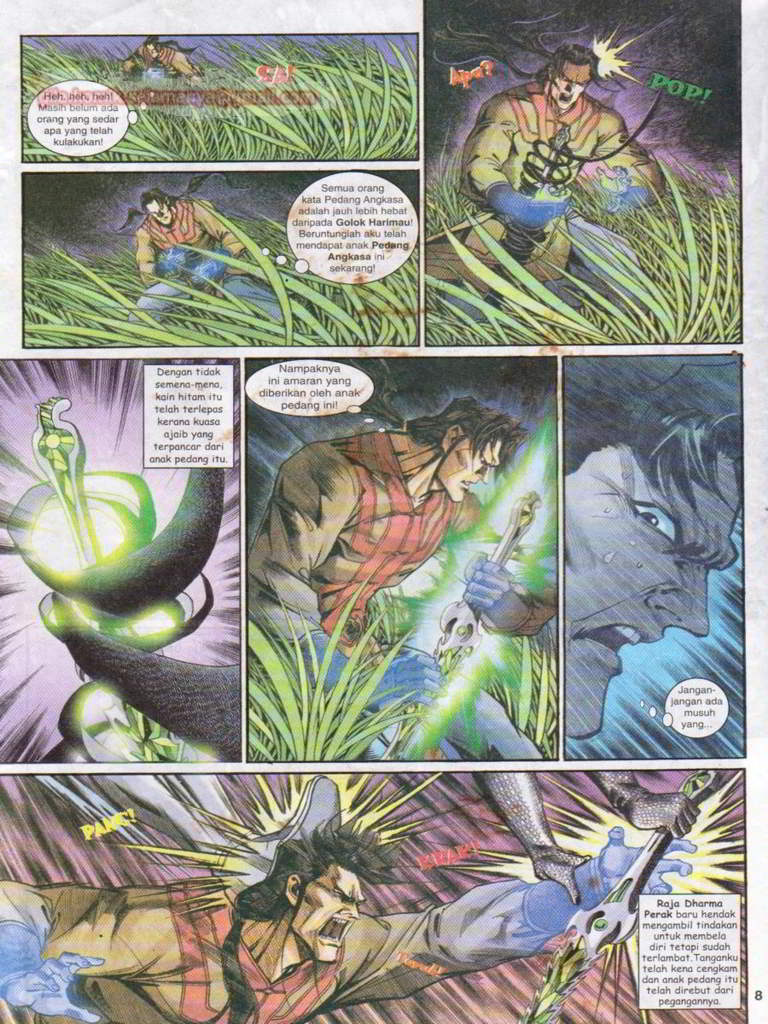 Heh, heh, heh!
Masih belum ada
orang yang sedar
apa yang telah
kulakukan!
SA!
Apa?
POP!
Semua orang
kata Pedang Angkasa
adalah jauh lebih hebat
daripada Golok Harimau!
Beruntunglah aku telah
mendapat anak Pedang
Angkasa ini
sekarang!
Dengan tidak
semena-mena,
kain hitam itu
telah terlepas
kerana kuasa
ajaib yang
terpancar dari
anak pedang itu.
Nampaknya
ini amaran yang
diberikan oleh anak
pedang ini!
Jangan-
jangan ada
musuh
yang...
PANG!
KRAK!
Raja Dharma
Perak baru hendak
mengambil tindakan
untuk membela
diri tetapi sudah
terlambat.Tanganku
telah kena cengkam
dan anak pedang itu
telah direbut dari
pegangannya.
8